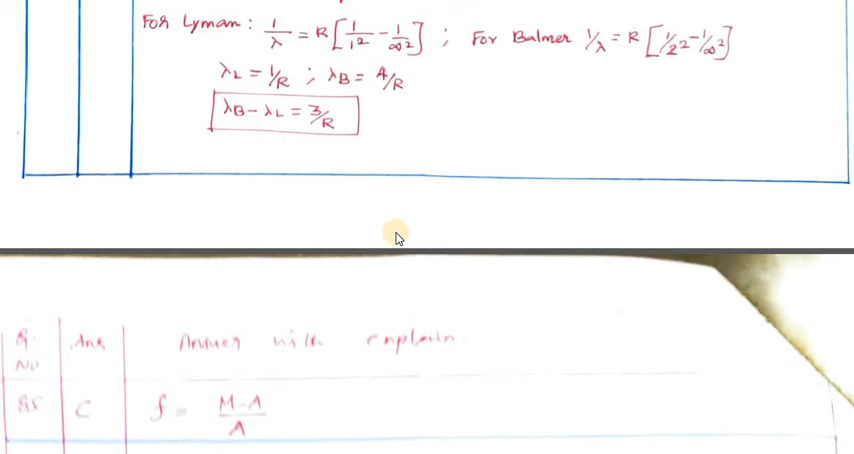 For Lyman : 1/λ = R [1/1² - 1/∞²] ; For Balmer 1/λ = R [1/2² - 1/∞²]
λL = 1/R ; λB = 4/R
λB - λL = 3/R
Q. Ans Answer with explain.
No
85. C f = M-A/A